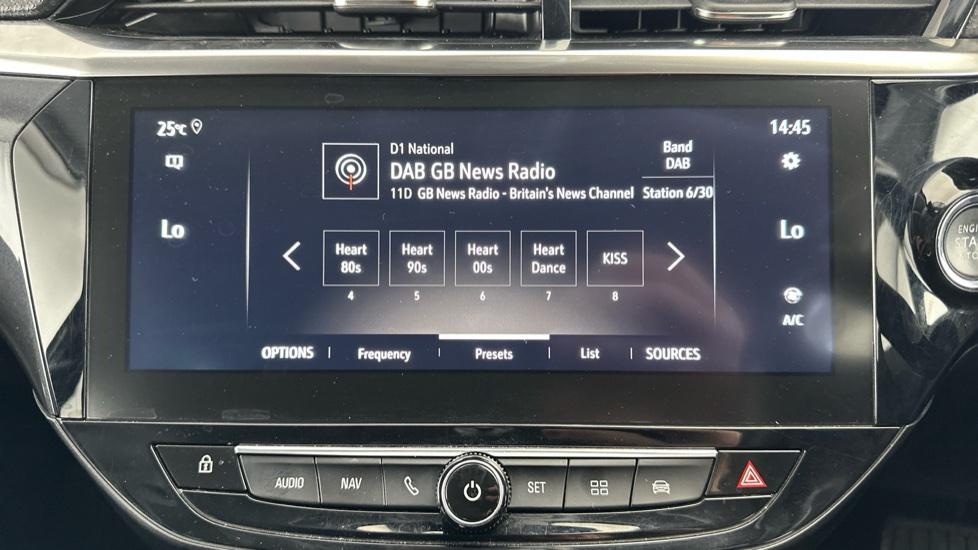 25°C
14:45
D1 National
DAB GB News Radio
11D GB News Radio - Britain's News Channel
Band
DAB
Station 6/30
Lo
Lo
Heart
80s
4
Heart
90s
5
Heart
00s
6
Heart
Dance
7
KISS
8
A/C
OPTIONS
Frequency
Presets
List
SOURCES
AUDIO
NAV
SET